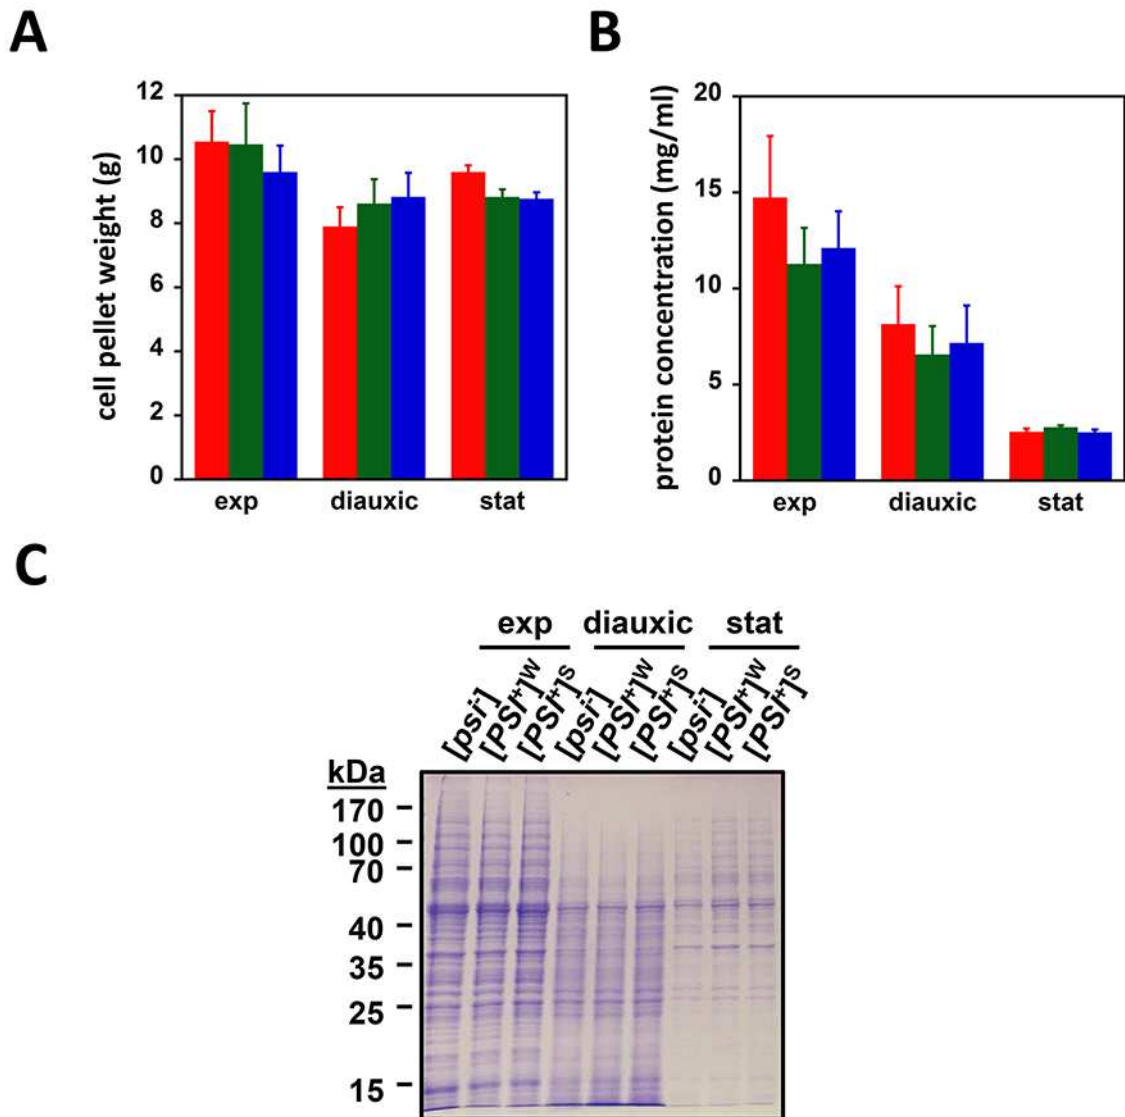 A
B
cell pellet weight (g)
12
10
8
6
4
2
0
exp diauxic stat
protein concentration (mg/ml)
20
15
10
5
0
exp diauxic stat
C
exp diauxic stat
[psi-] [PSI+]W [PSI+]S [psi-] [PSI+]W [PSI+]S [psi-] [PSI+]W [PSI+]S
kDa
170
100
70
40
35
25
15